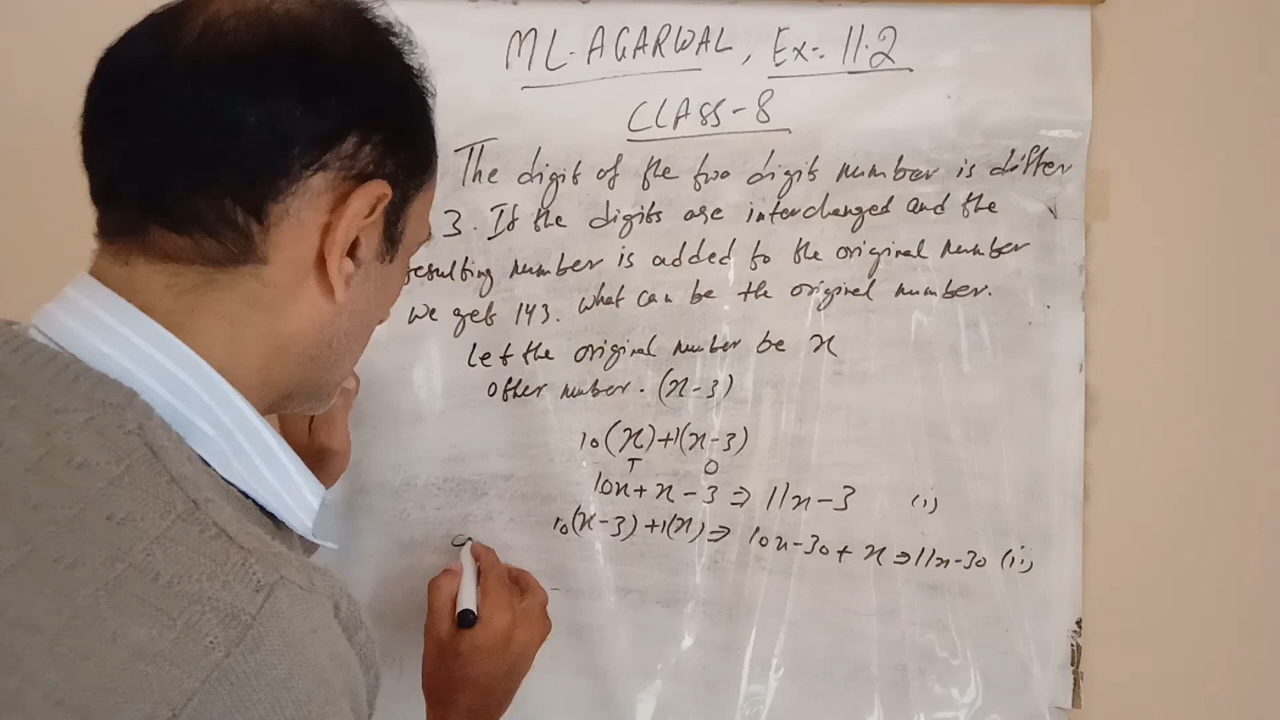 ML-AGARWAL, Ex-: 11.2
CLASS-8
The digit of the two digits number is differ
3. If the digits are interchanged and the
resulting number is added to the original number
we gets 143. what can be the original number.
Let the original number be x
Other number. (x-3)
10(x)+1(x-3)
T O
10x+x-3⇒11x-3 (i)
10(x-3)+1(x)⇒10x-30+x⇒11x-30 (ii)